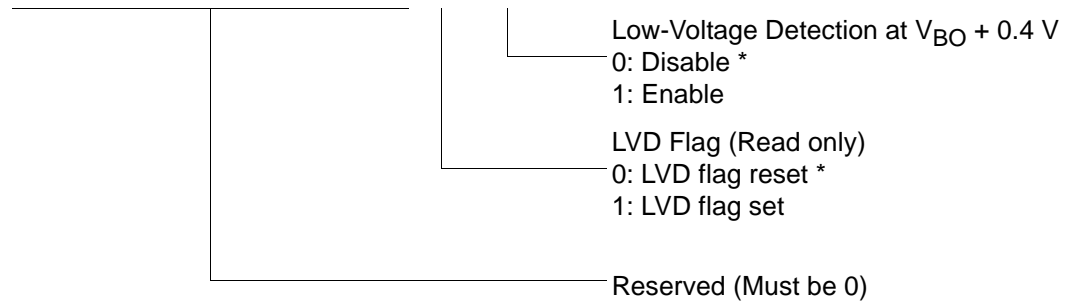 Low-Voltage Detection at VBO + 0.4 V
0: Disable *
1: Enable
LVD Flag (Read only)
0: LVD flag reset *
1: LVD flag set
Reserved (Must be 0)